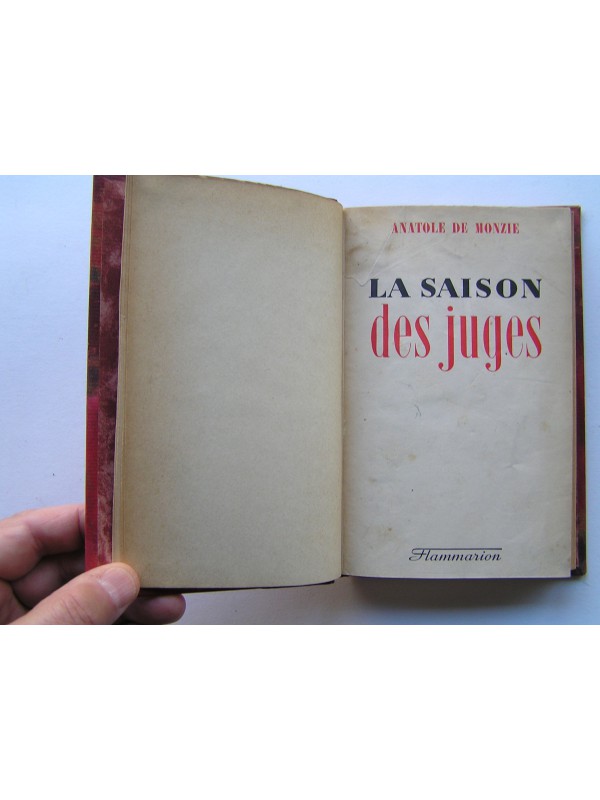 ANATOLE DE MONZIE
LA SAISON
des juges
Flammarion